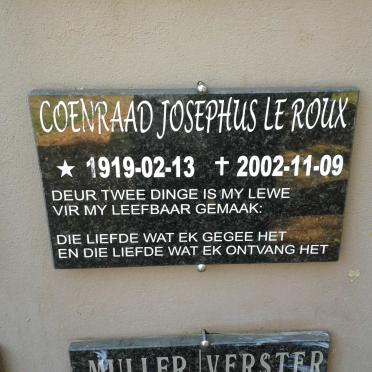 COENRAAD JOSEPHUS LE ROUX
★ 1919-02-13 ✝ 2002-11-09
DEUR TWEE DINGE IS MY LEWE
VIR MY LEEFBAAR GEMAAK:
DIE LIEFDE WAT EK GEGEE HET
EN DIE LIEFDE WAT EK ONTVANG HET
MULLER VERSTER